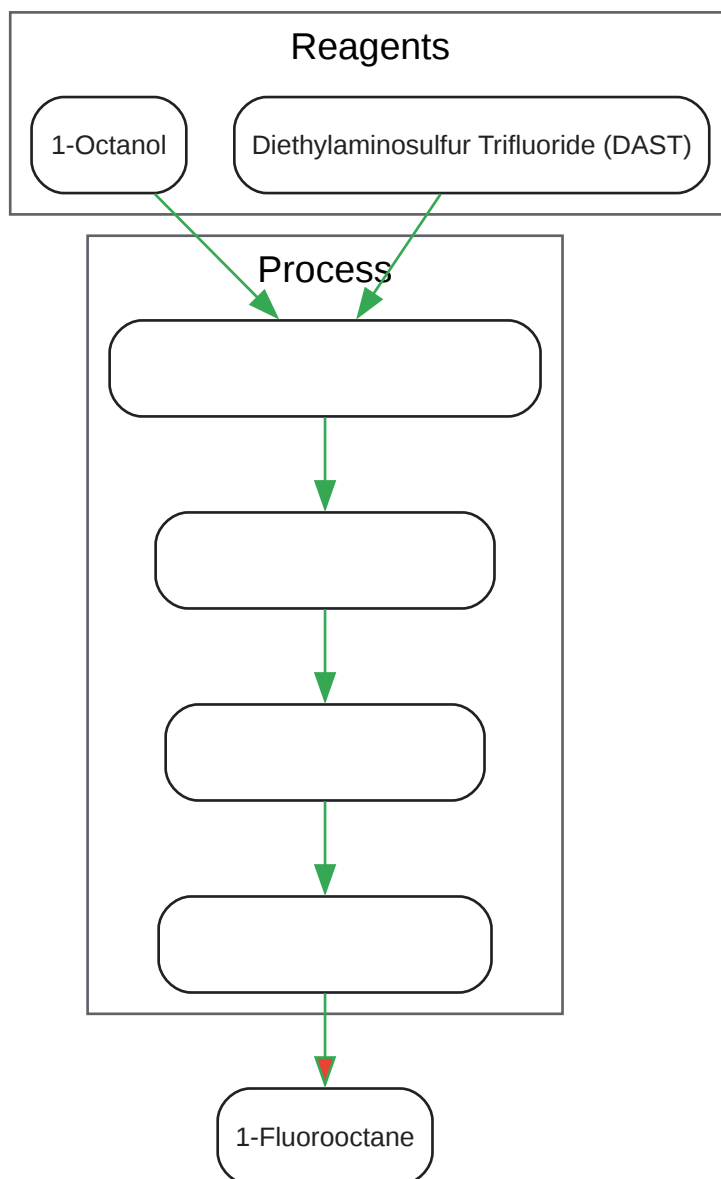 Reagents
1-Octanol
Diethylaminosulfur Trifluoride (DAST)
Process
1-Fluorooctane